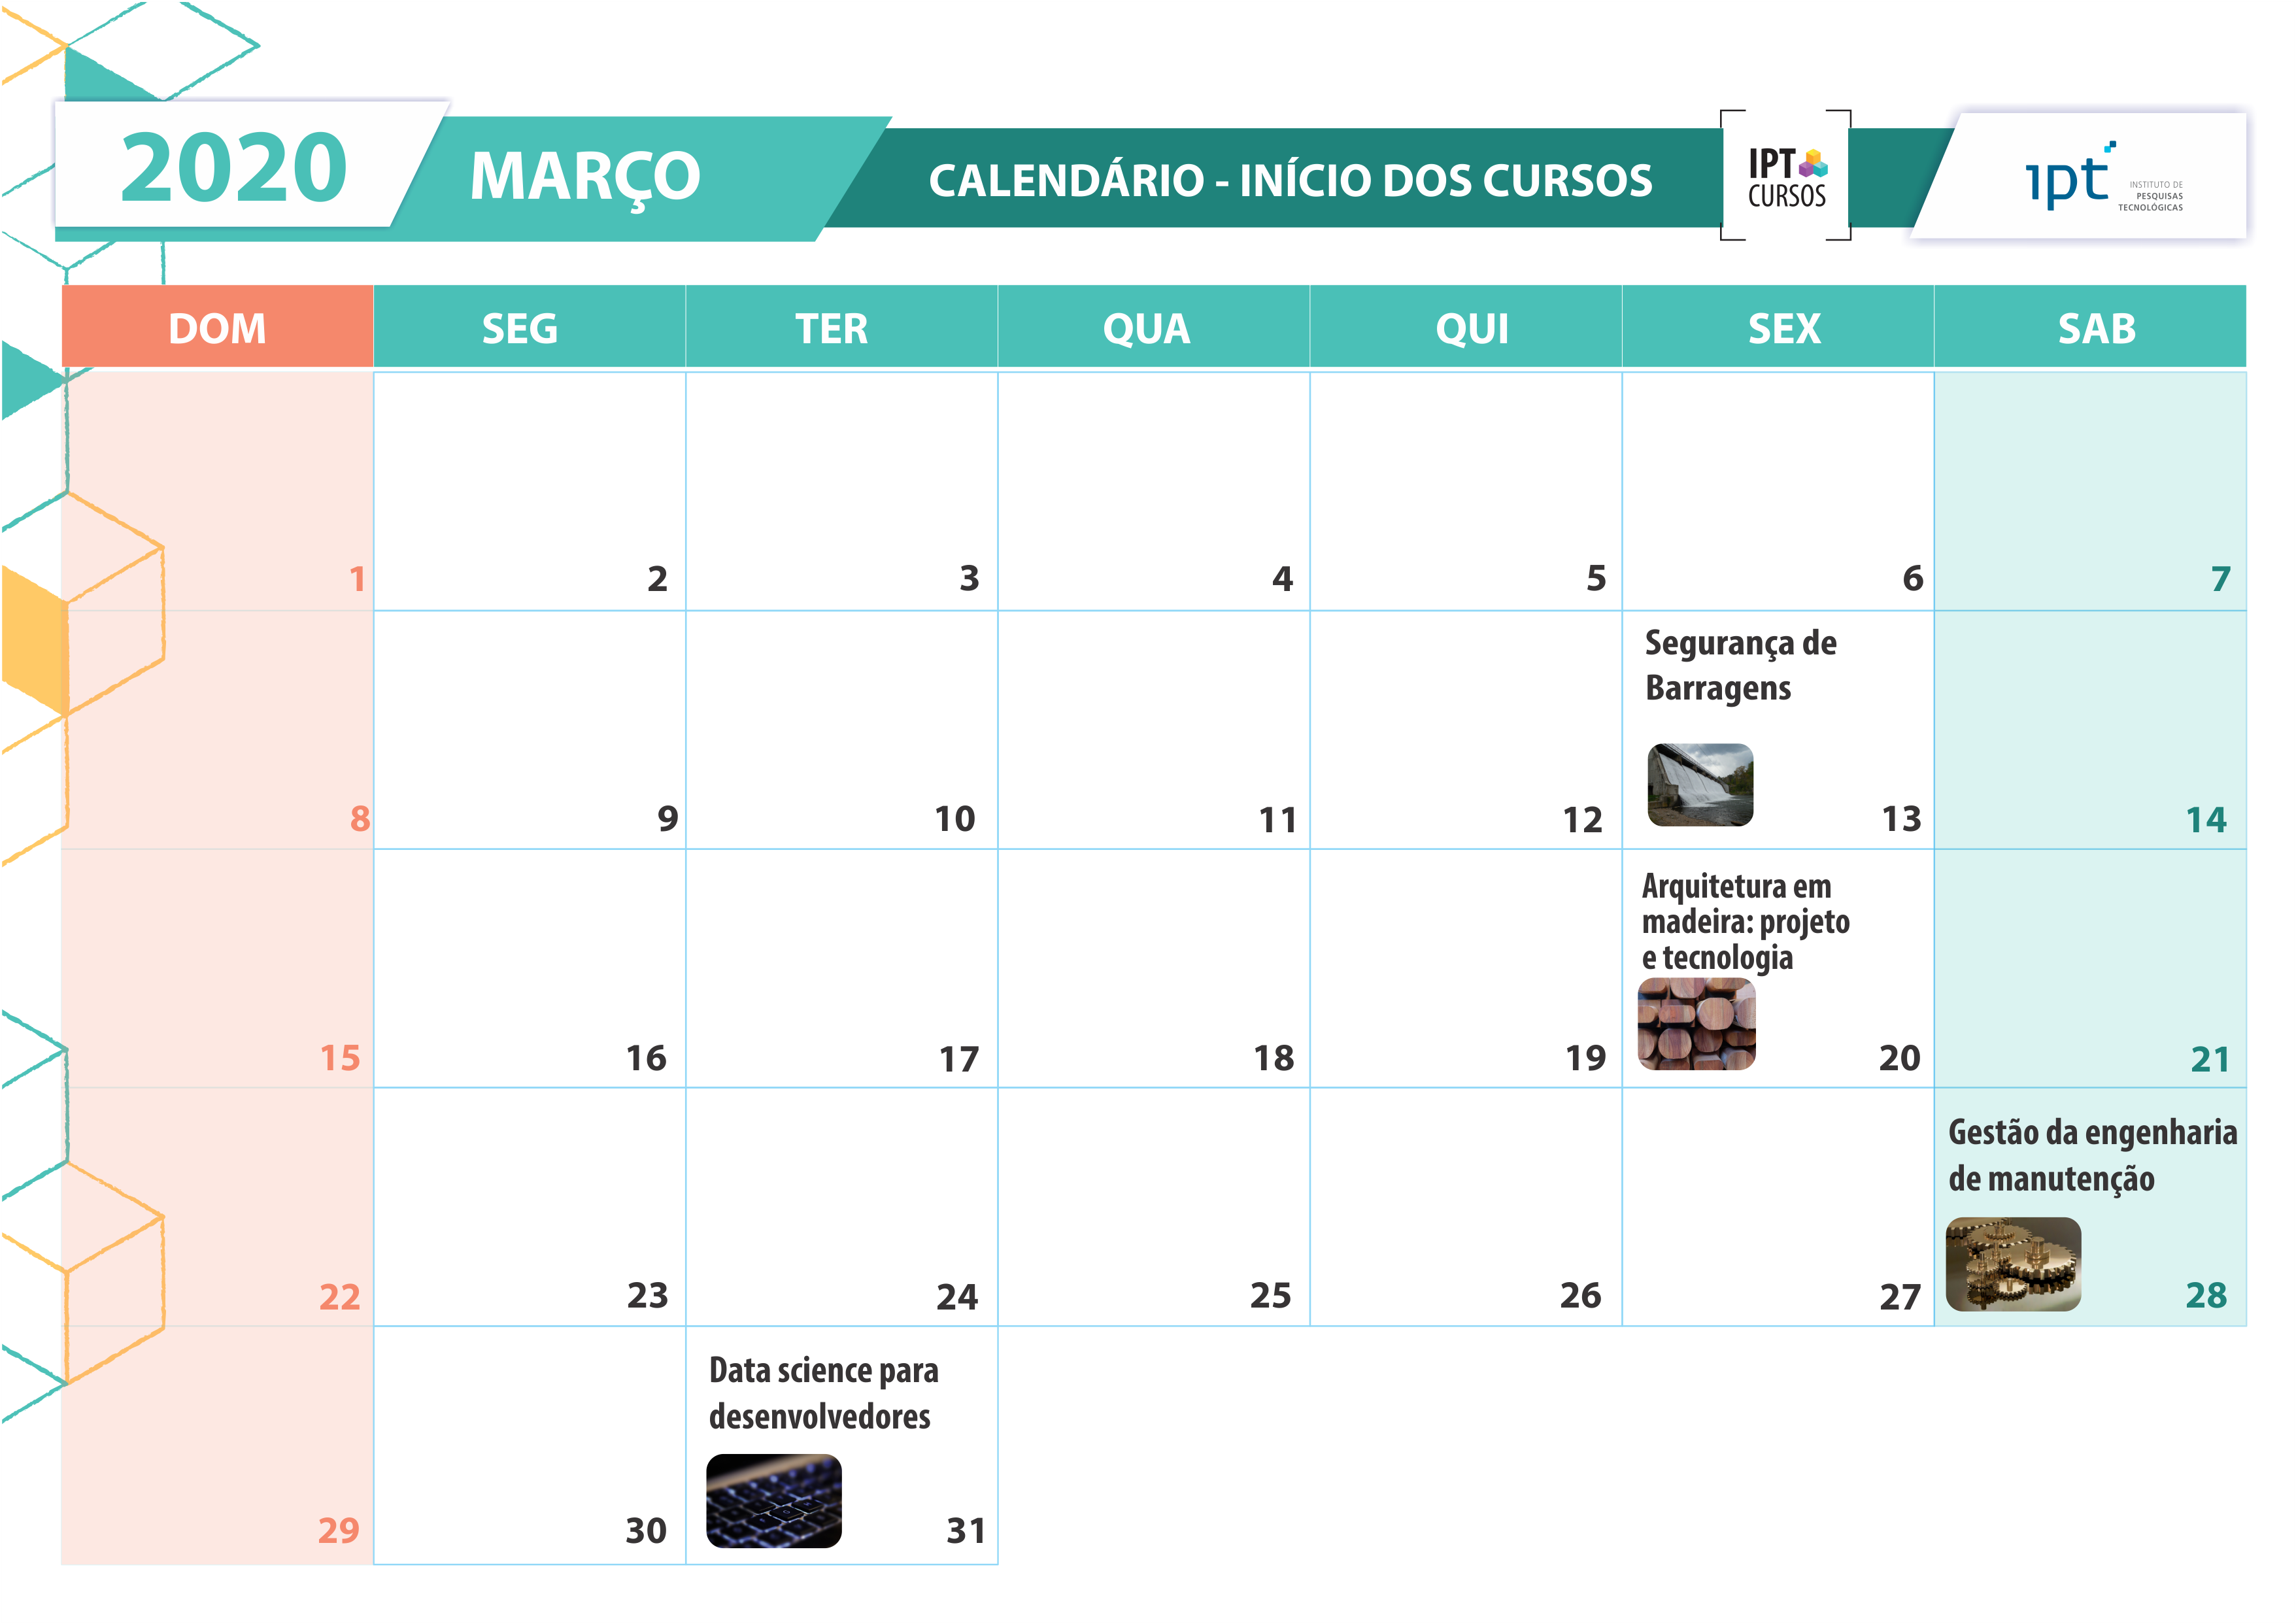 2020
MARÇO
CALENDÁRIO - INÍCIO DOS CURSOS
IPT
CURSOS
ipt
INSTITUTO DE
PESQUISAS
TECNOLÓGICAS
DOM SEG TER QUA QUI SEX SAB
1 2 3 4 5 6 7
Segurança de
Barragens
8 9 10 11 12 13 14
Arquitetura em
madeira: projeto
e tecnologia
15 16 17 18 19 20 21
Gestão da engenharia
de manutenção
22 23 24 25 26 27 28
Data science para
desenvolvedores
29 30 31